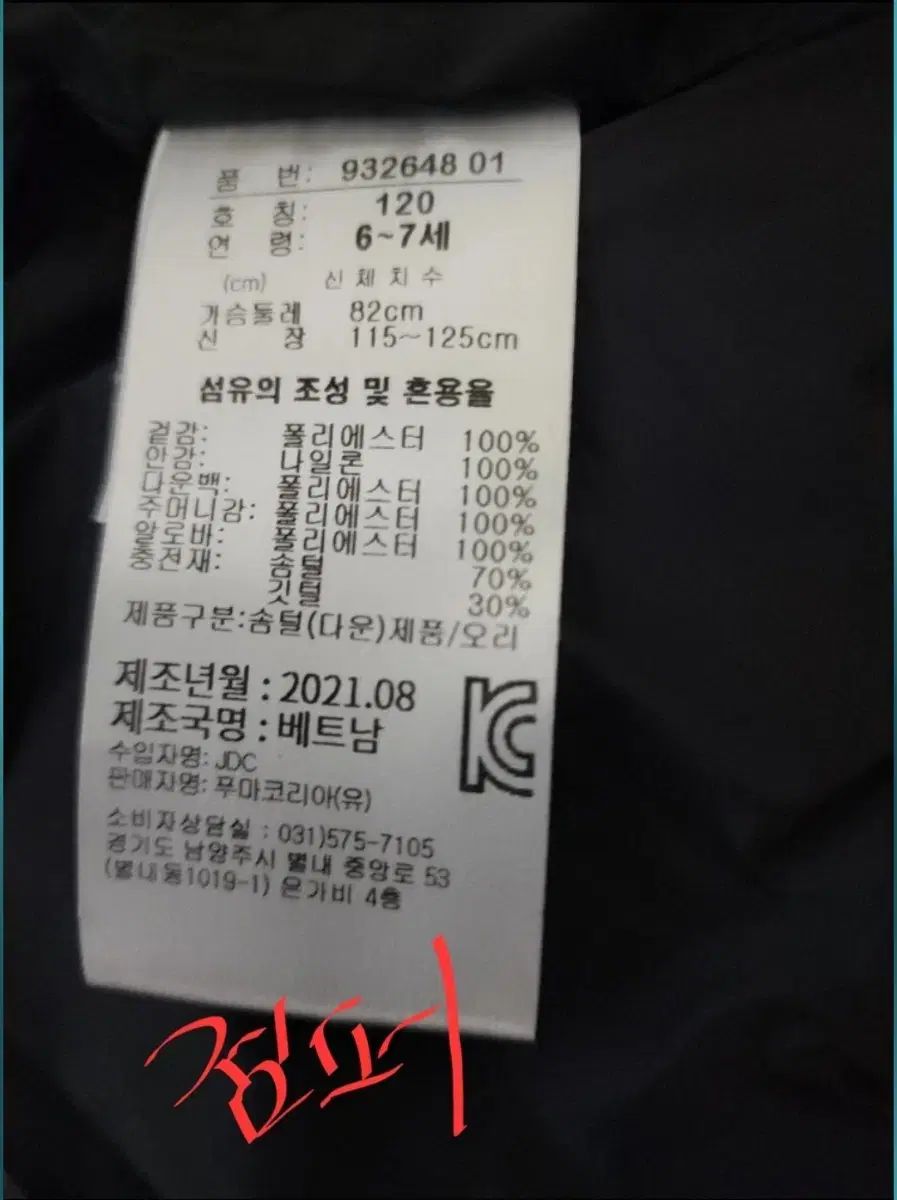 품 번: 932648 01
호 칭: 120
연 령: 6~7세
(cm) 신체치수
가슴둘레 82cm
신 장 115~125cm
섬유의 조성 및 혼용율
겉감: 폴리에스터 100%
안감: 나일론 100%
다운백: 폴리에스터 100%
주머니감: 폴리에스터 100%
알로바: 폴리에스터 100%
충전재: 솜털 70%
깃털 30%
제품구분:솜털(다운)제품/오리
제조년월 : 2021.08
제조국명 : 베트남
수입자명: JDC
판매자명: 푸마코리아(유)
소비자상담실 : 031)575-7105
경기도 남양주시 별내 중앙로 53
(별내동1019-1) 은가비 4층
점퍼